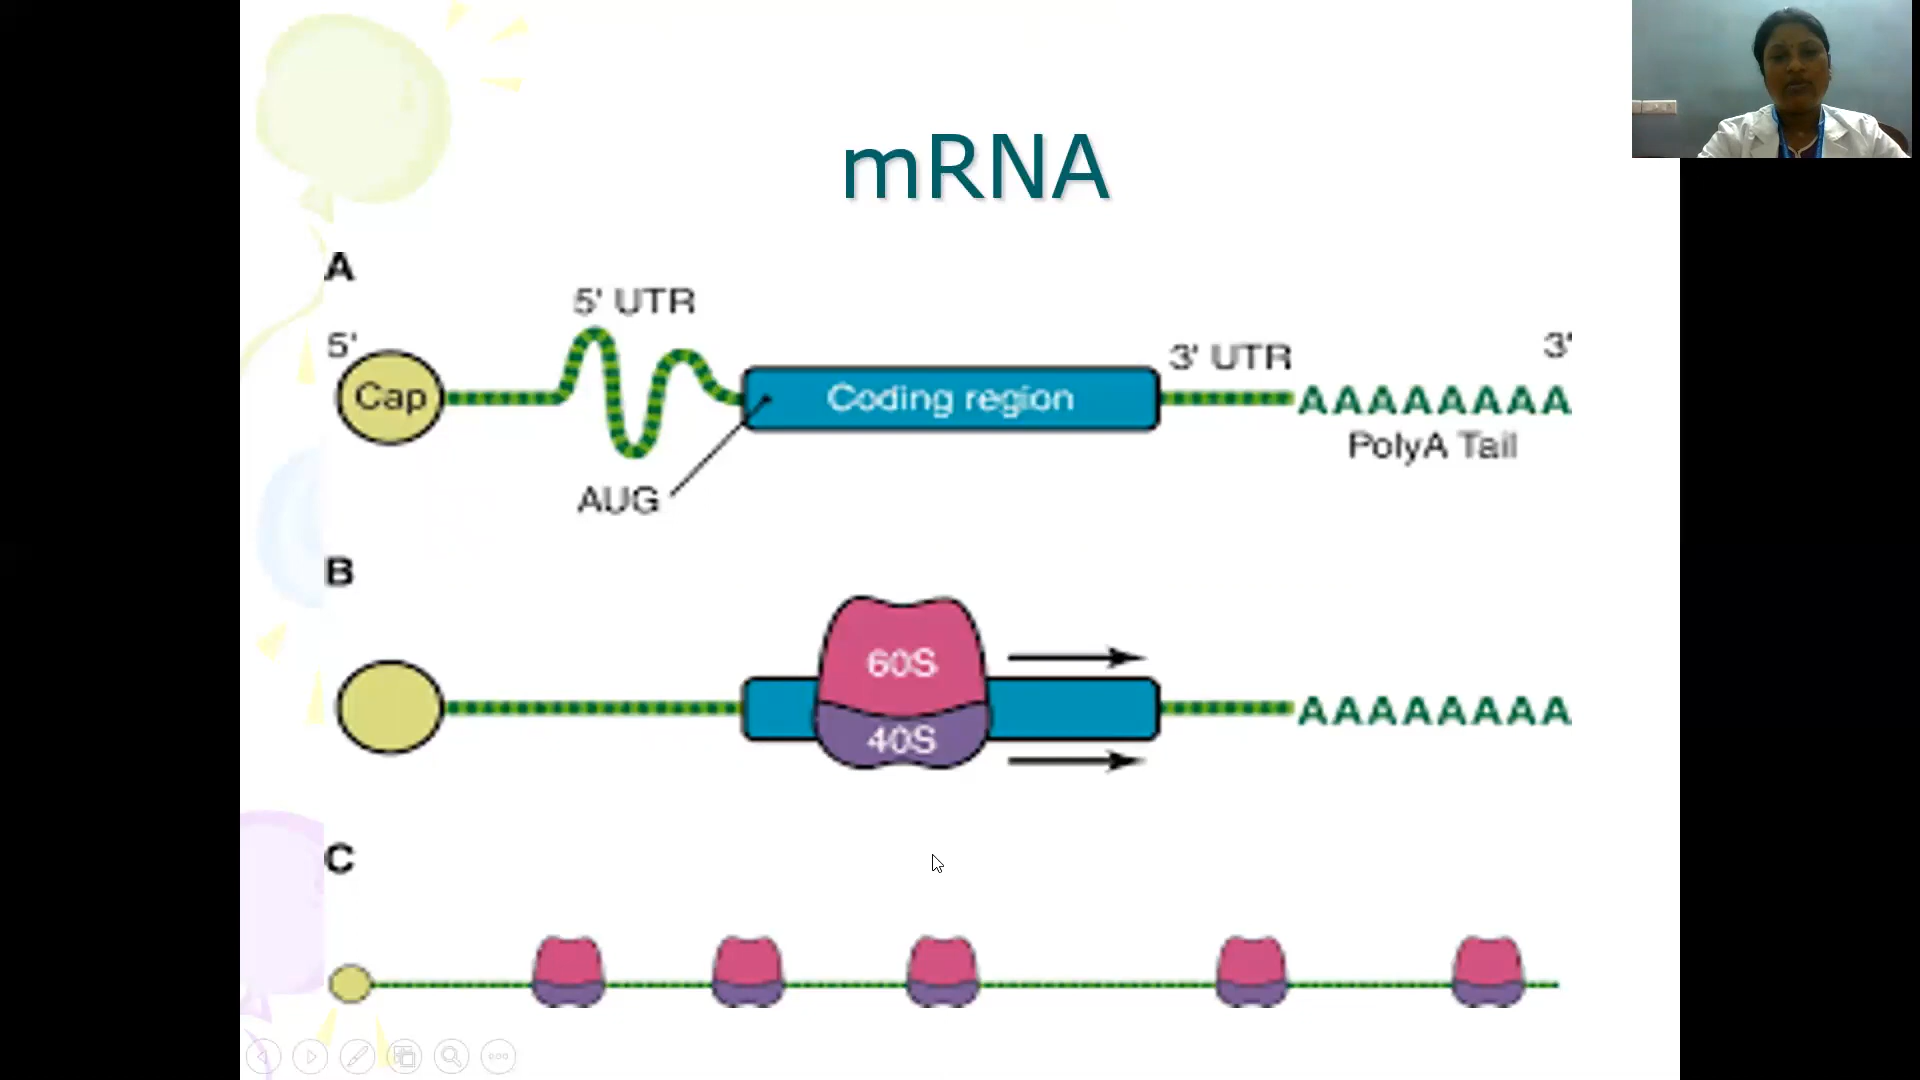 mRNA
A
5' UTR
5'
3' UTR
3'
Cap
Coding region
AAAAAAAA
PolyA Tail
AUG
B
60S
40S
AAAAAAAA
C